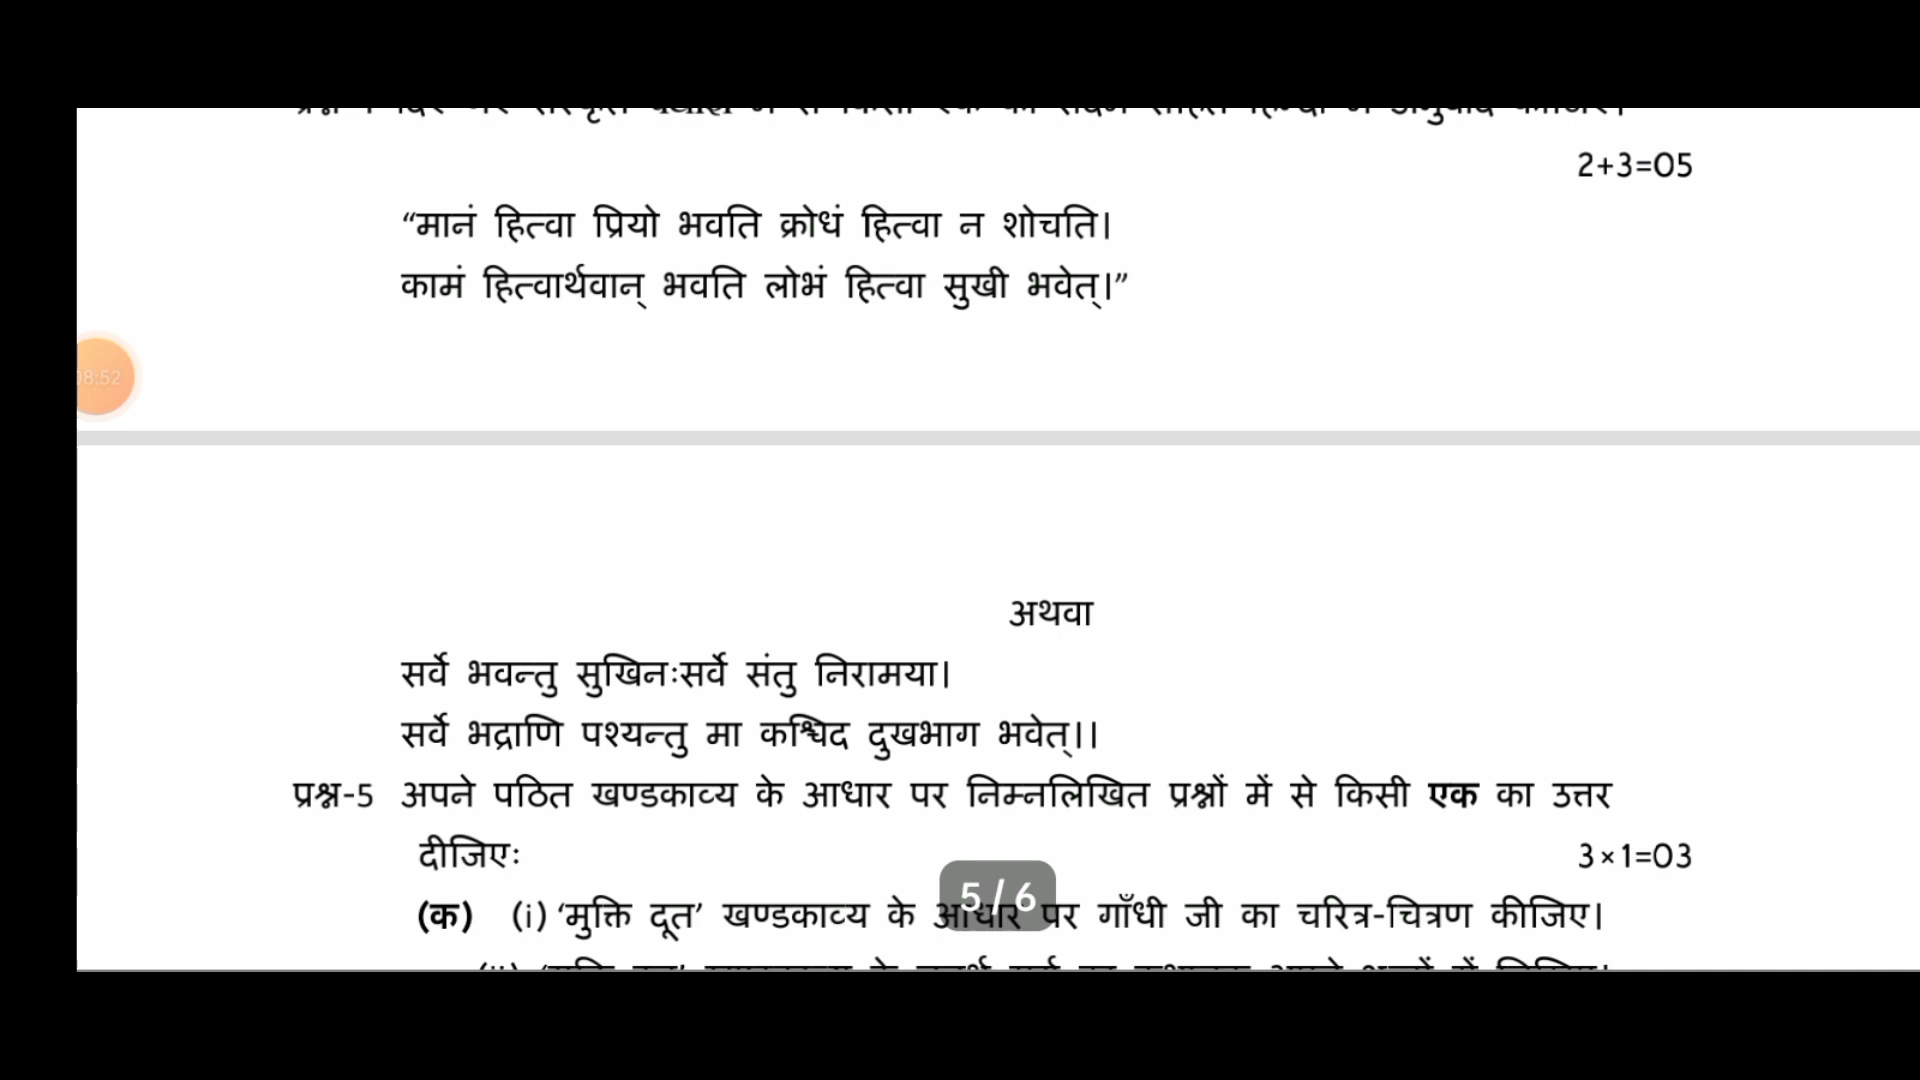 2+3=05
“मानं हित्वा प्रियो भवति क्रोधं हित्वा न शोचति।
कामं हित्वार्थवान् भवति लोभं हित्वा सुखी भवेत्।”
08:52
अथवा
सर्वे भवन्तु सुखिनःसर्वे संतु निरामया।
सर्वे भद्राणि पश्यन्तु मा कश्चिद दुखभाग भवेत्।।
प्रश्न-5 अपने पठित खण्डकाव्य के आधार पर निम्नलिखित प्रश्नों में से किसी एक का उत्तर
दीजिएः 3×1=03
5/6
(क) (i) ‘मुक्ति दूत’ खण्डकाव्य के आधार पर गाँधी जी का चरित्र-चित्रण कीजिए।